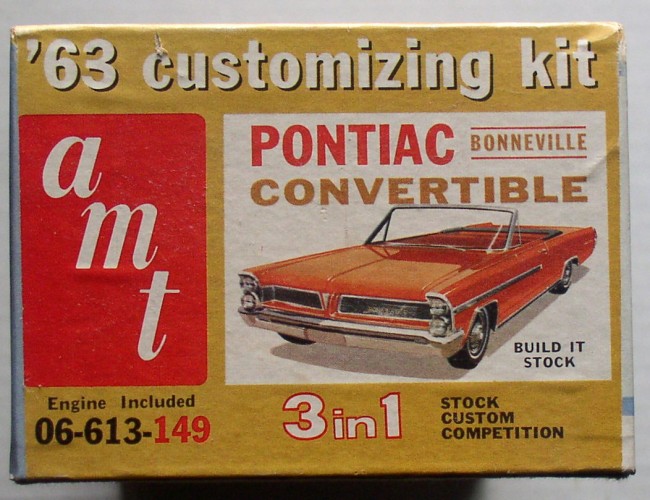 '63 customizing kit
amt
PONTIAC BONNEVILLE
CONVERTIBLE
BUILD IT
STOCK
Engine Included
06-613-149
3 in 1
STOCK
CUSTOM
COMPETITION